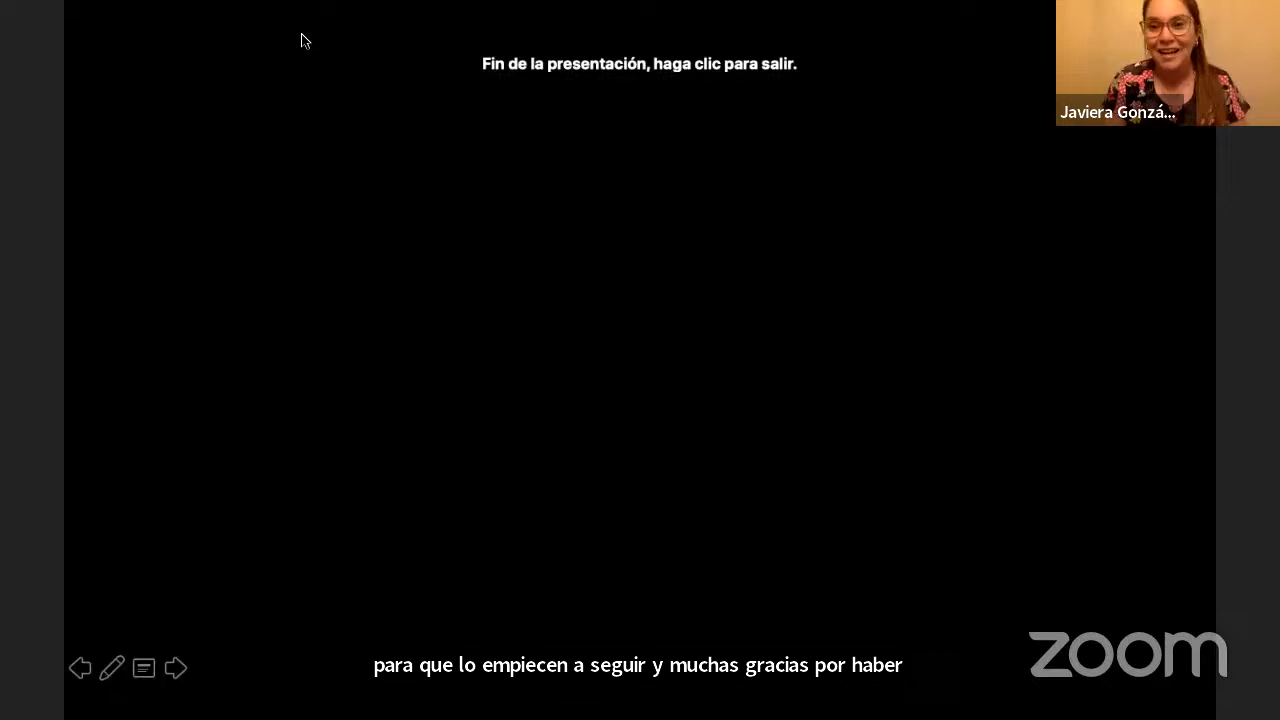 Fin de la presentación, haga clic para salir.
Javiera Gonzá...
para que lo empiecen a seguir y muchas gracias por haber
zoom